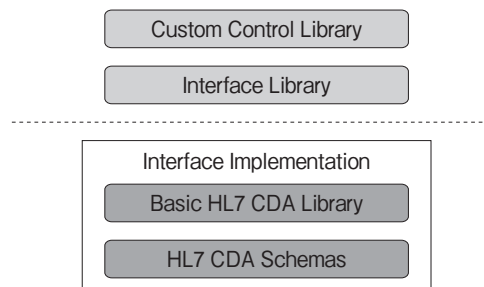 Custom Control Library
Interface Library
Interface Implementation
Basic HL7 CDA Library
HL7 CDA Schemas